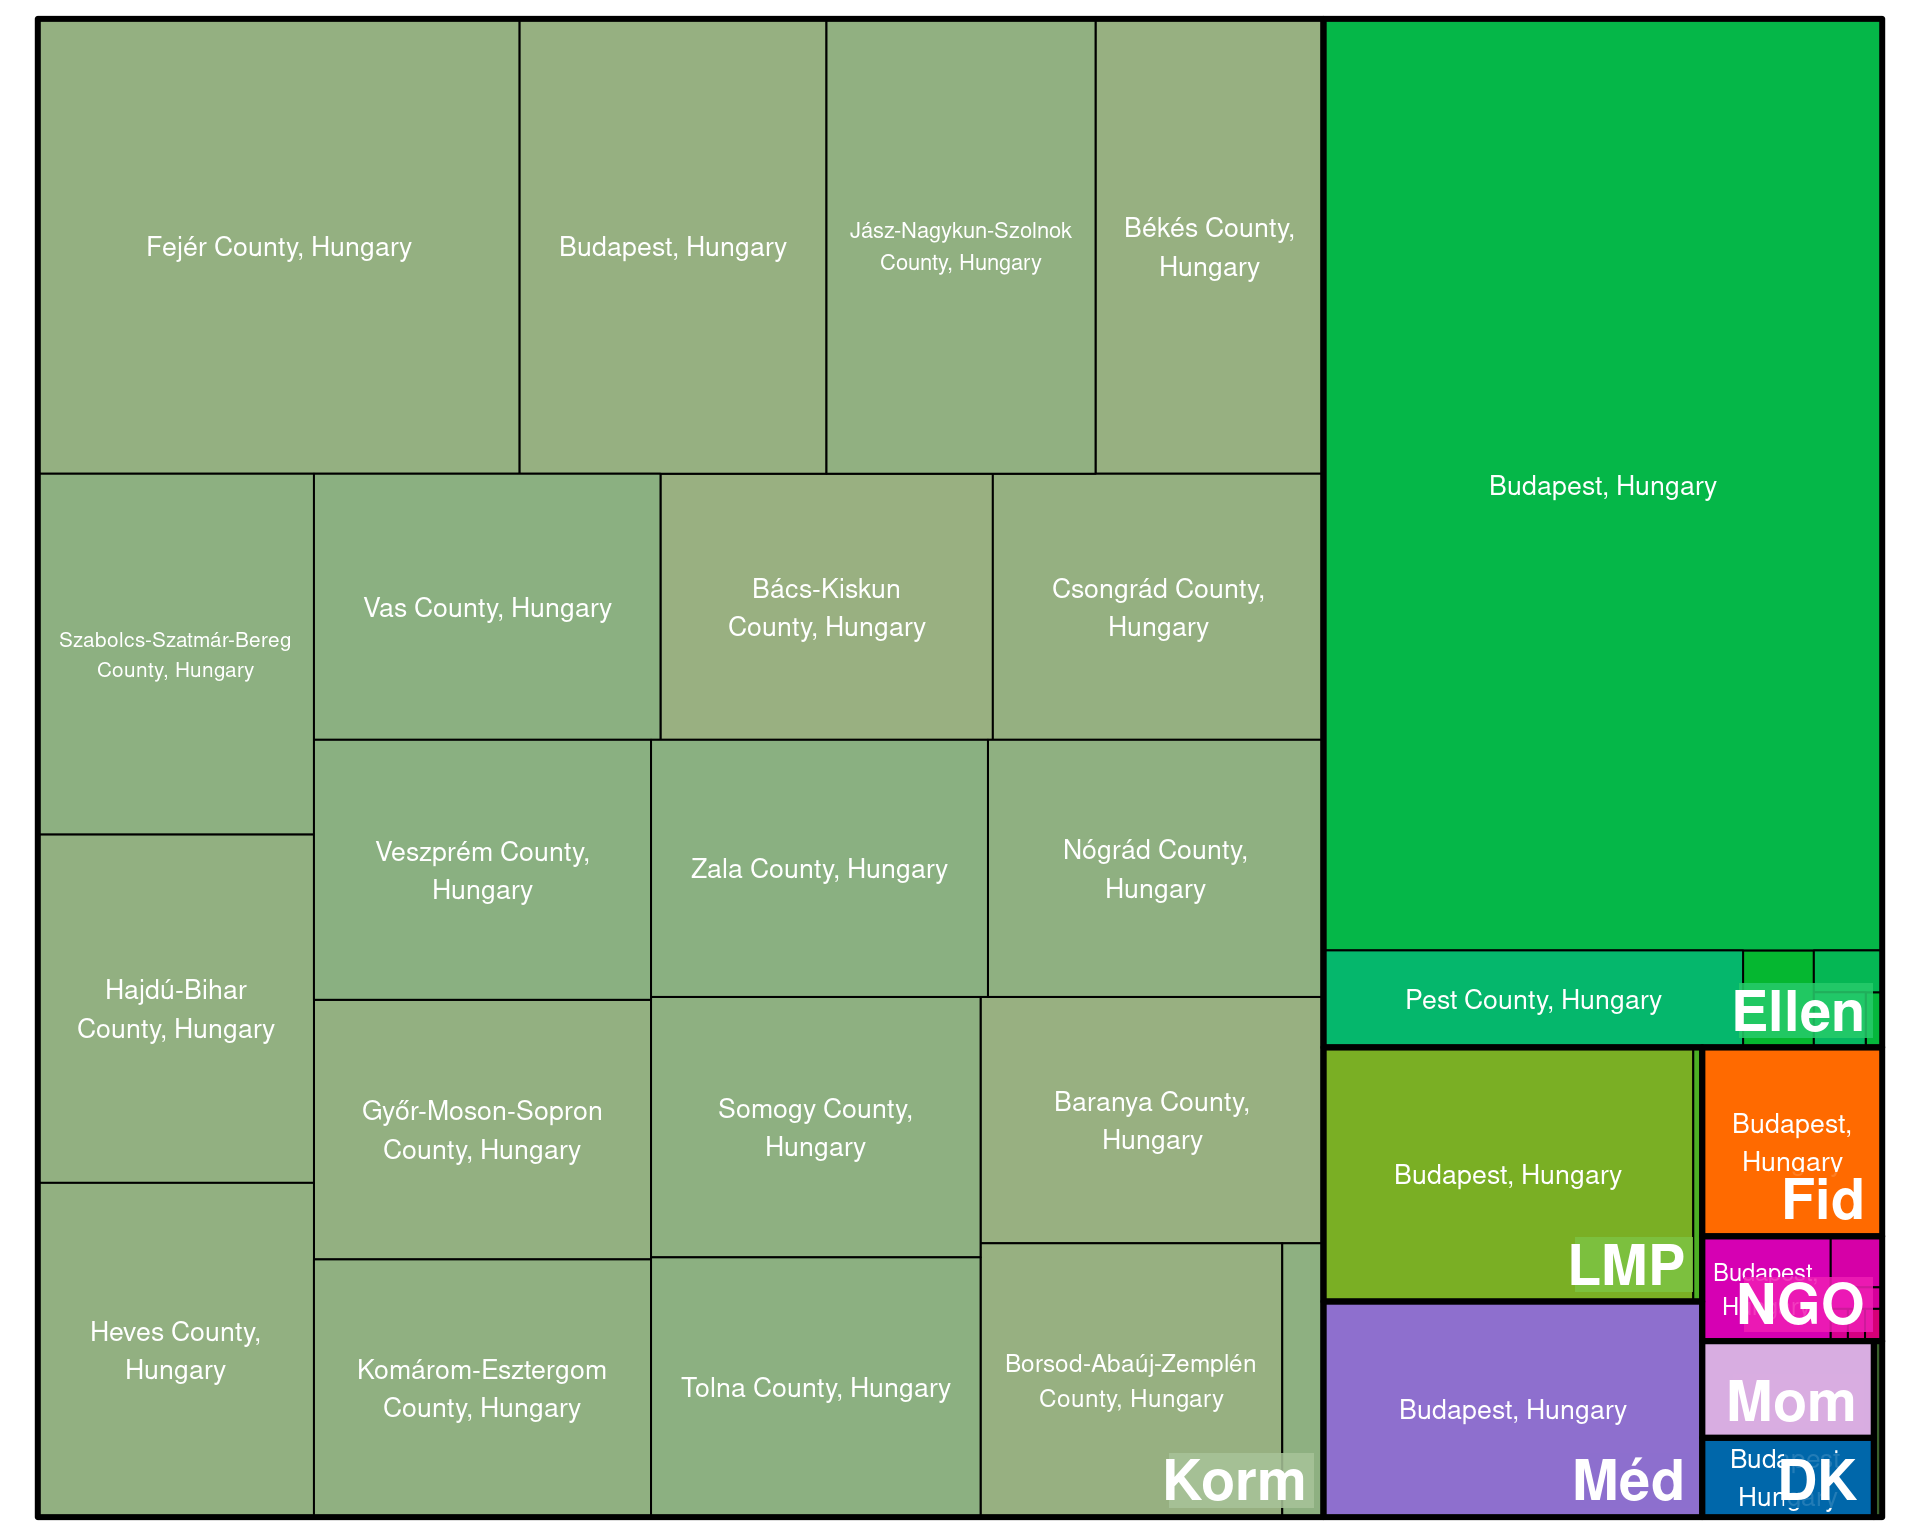 Fejér County, Hungary
Budapest, Hungary
Jász-Nagykun-Szolnok
County, Hungary
Békés County,
Hungary
Szabolcs-Szatmár-Bereg
County, Hungary
Vas County, Hungary
Bács-Kiskun
County, Hungary
Csongrád County,
Hungary
Veszprém County,
Hungary
Zala County, Hungary
Nógrád County,
Hungary
Hajdú-Bihar
County, Hungary
Győr-Moson-Sopron
County, Hungary
Somogy County,
Hungary
Baranya County,
Hungary
Heves County,
Hungary
Komárom-Esztergom
County, Hungary
Tolna County, Hungary
Borsod-Abaúj-Zemplén
County, Hungary
Korm
Budapest, Hungary
Pest County, Hungary
Ellen
Budapest, Hungary
LMP
Budapest, Hungary
Méd
Budapest,
Hungary
Fid
Budapest,
NGO
Mom
Budapest,
Hungary
DK